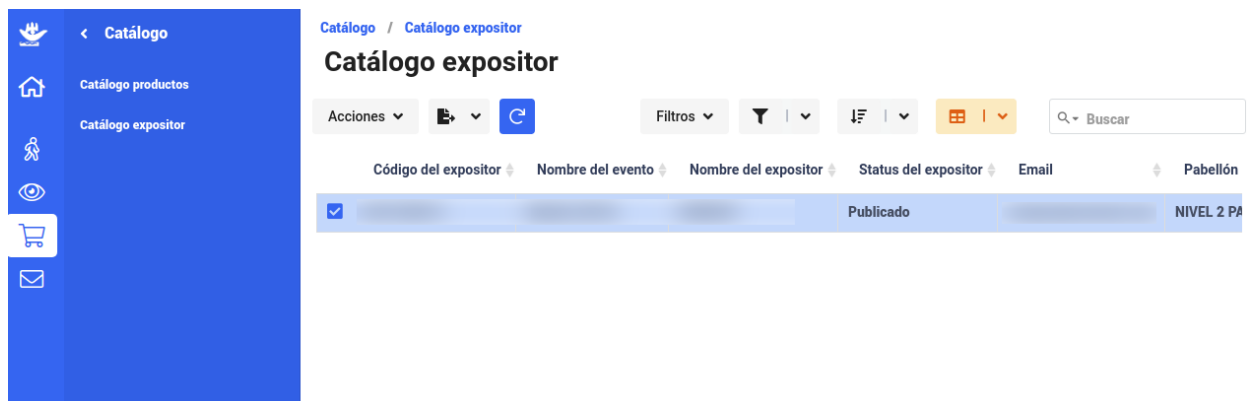 Catálogo
Catálogo productos
Catálogo expositor
Catálogo / Catálogo expositor
Catálogo expositor
Acciones Filtros Buscar
Código del expositor Nombre del evento Nombre del expositor Status del expositor Email Pabellón
Publicado NIVEL 2 PA